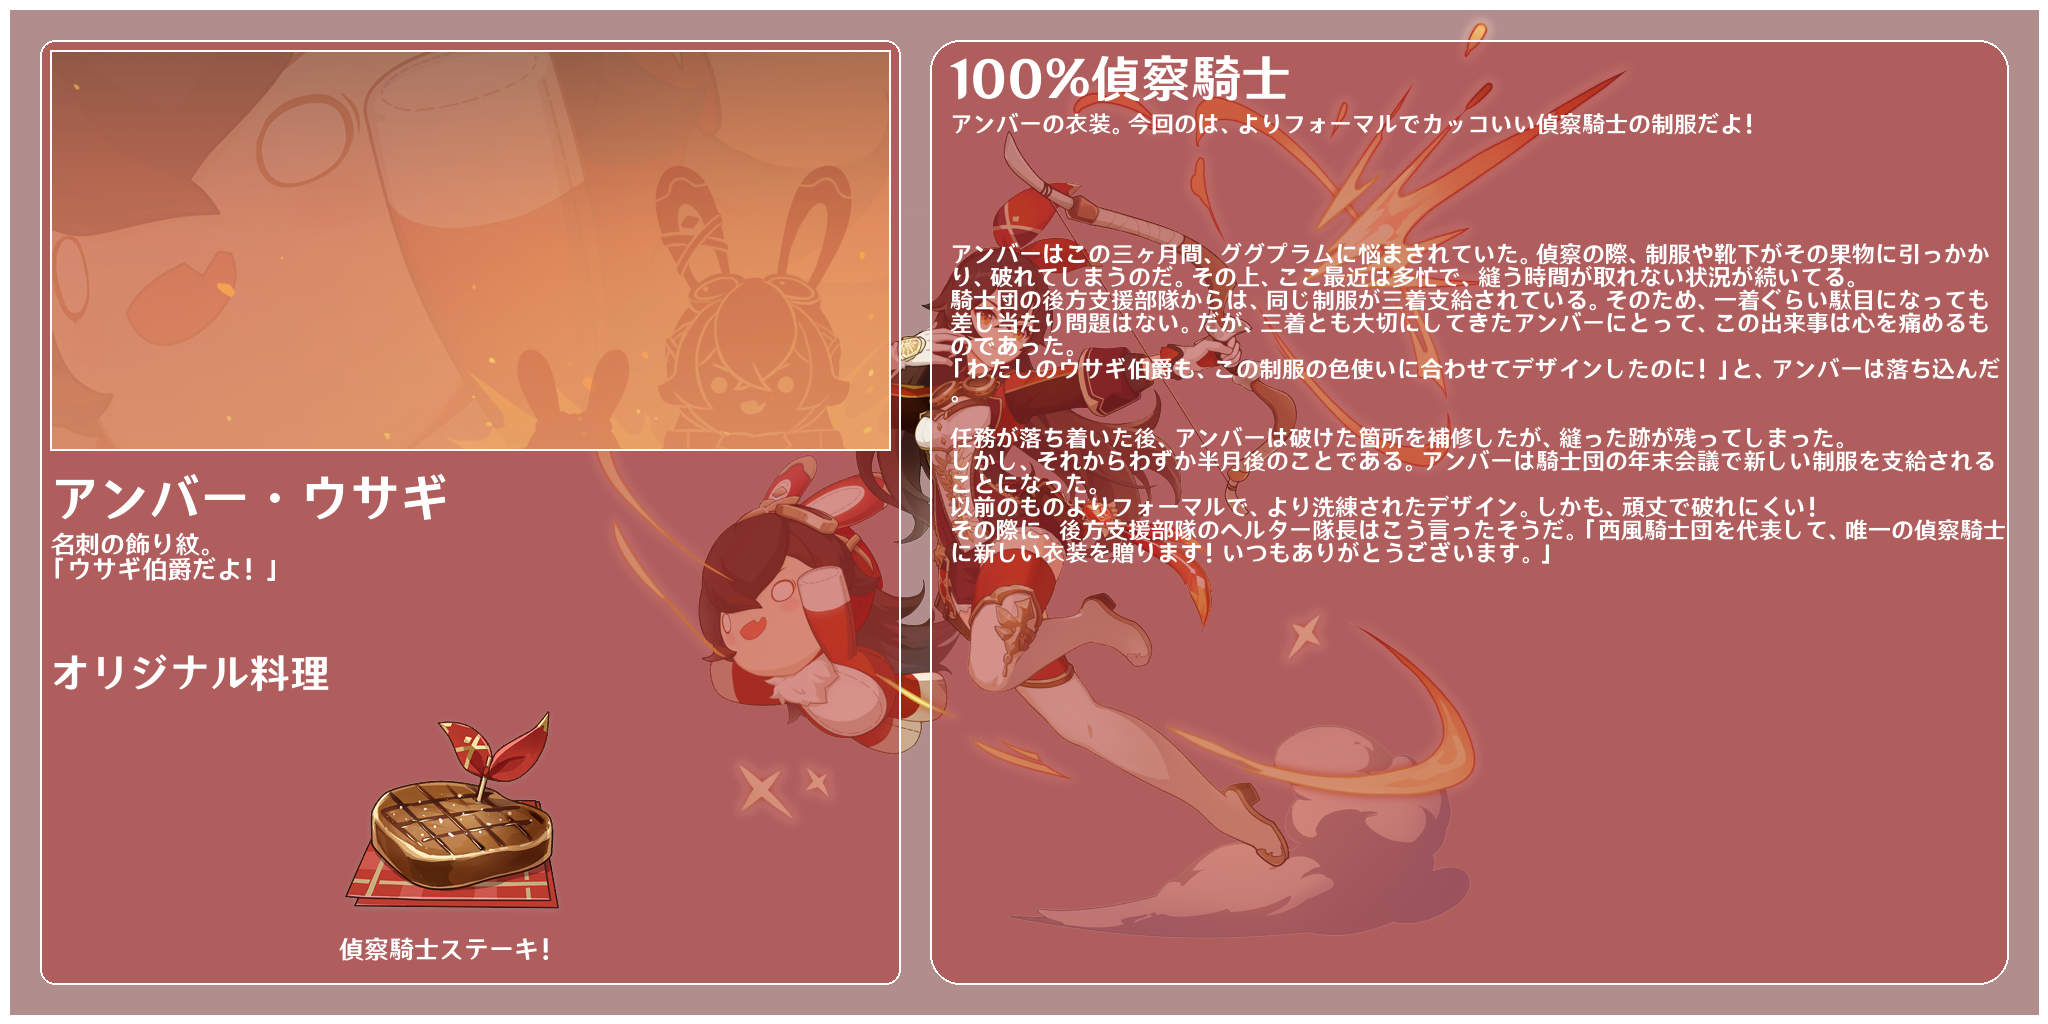 アンバー・ウサギ
名刺の飾り紋。
「ウサギ伯爵だよ！」
オリジナル料理
偵察騎士ステーキ！
100%偵察騎士
アンバーの衣装。今回のは、よりフォーマルでカッコいい偵察騎士の制服だよ！
アンバーはこの三ヶ月間、ググプラムに悩まされていた。偵察の際、制服や靴下がその果物に引っかか
り、破れてしまうのだ。その上、ここ最近は多忙で、縫う時間が取れない状況が続いてる。
騎士団の後方支援部隊からは、同じ制服が三着支給されている。そのため、一着ぐらい駄目になっても
差し当たり問題はない。だが、三着とも大切にしてきたアンバーにとって、この出来事は心を痛めるも
のであった。
「わたしのウサギ伯爵も、この制服の色使いに合わせてデザインしたのに！」と、アンバーは落ち込んだ
。
任務が落ち着いた後、アンバーは破けた箇所を補修したが、縫った跡が残ってしまった。
しかし、それからわずか半月後のことである。アンバーは騎士団の年末会議で新しい制服を支給される
ことになった。
以前のものよりフォーマルで、より洗練されたデザイン。しかも、頑丈で破れにくい！
その際に、後方支援部隊のヘルター隊長はこう言ったそうだ。「西風騎士団を代表して、唯一の偵察騎士
に新しい衣装を贈ります！いつもありがとうございます。」